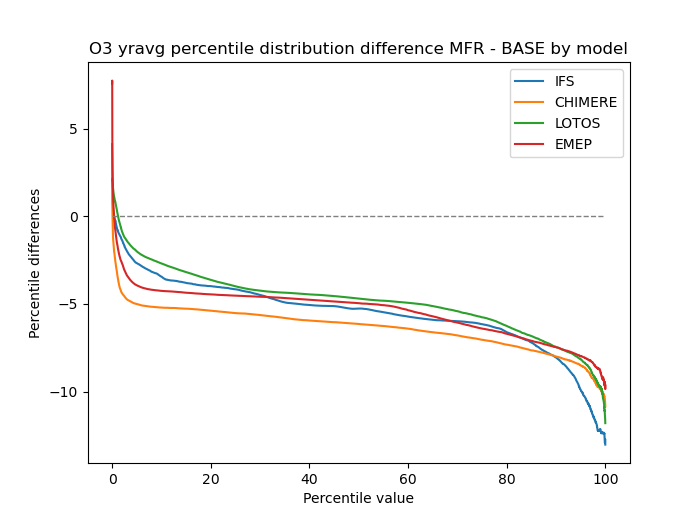 O3 yravg percentile distribution difference MFR - BASE by model
IFS
CHIMERE
LOTOS
EMEP
5
0
−5
−10
Percentile differences
0 20 40 60 80 100
Percentile value